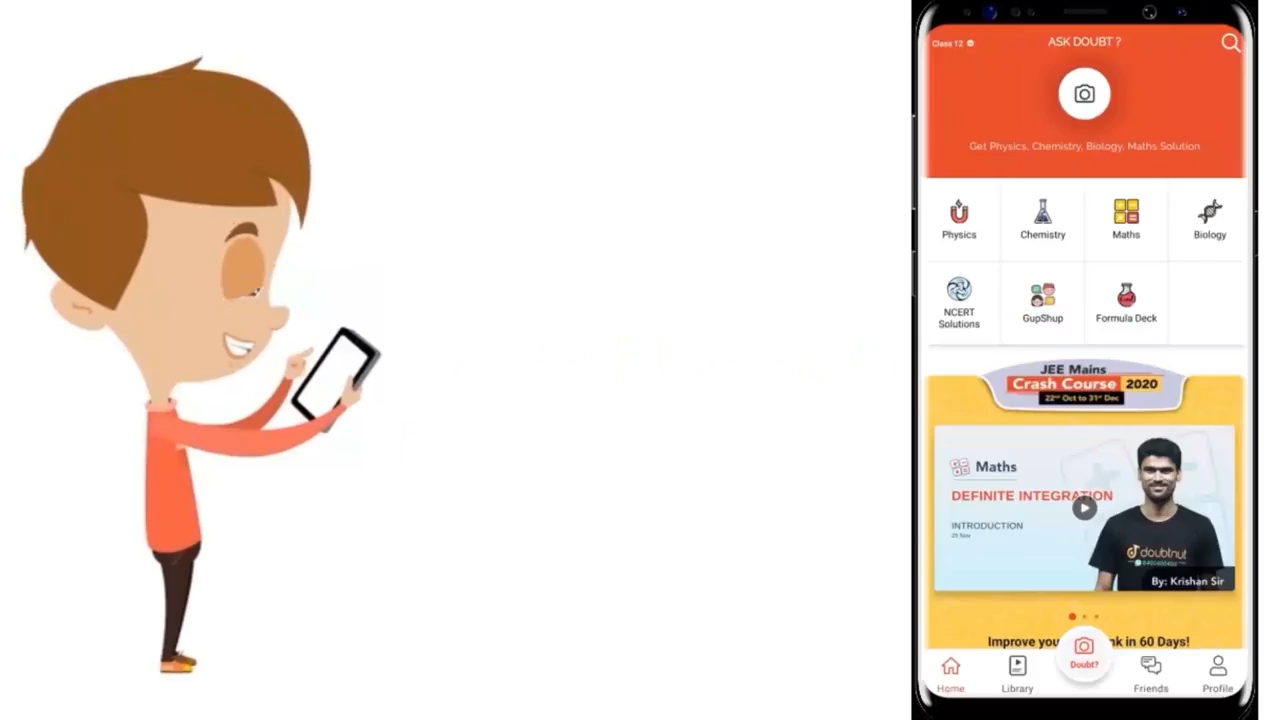 Class 12
ASK DOUBT ?
Get Physics, Chemistry, Biology, Maths Solution
Physics
Chemistry
Maths
Biology
NCERT
Solutions
GupShup
Formula Deck
JEE Mains
Crash Course 2020
22nd Oct to 31st Dec
Maths
DEFINITE INTEGRATION
INTRODUCTION
doubtnut
By: Krishan Sir
Improve you nk in 60 Days!
Doubt?
Home
Library
Friends
Profile